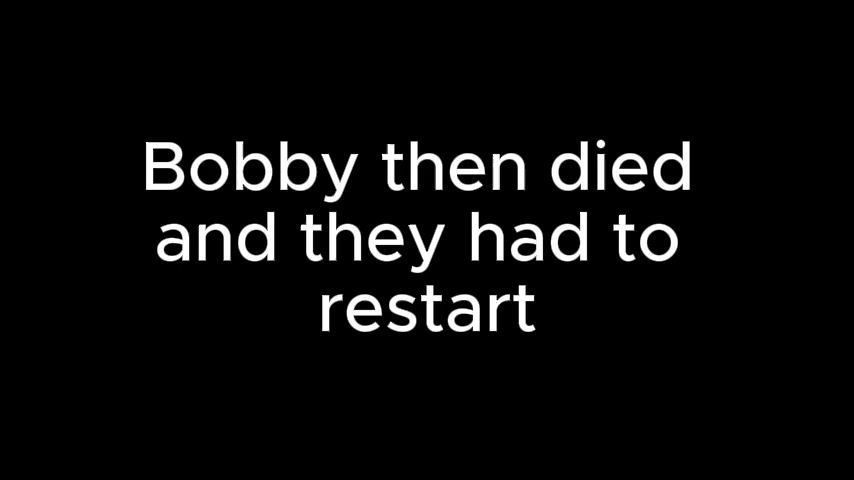 Bobby then died
and they had to
restart